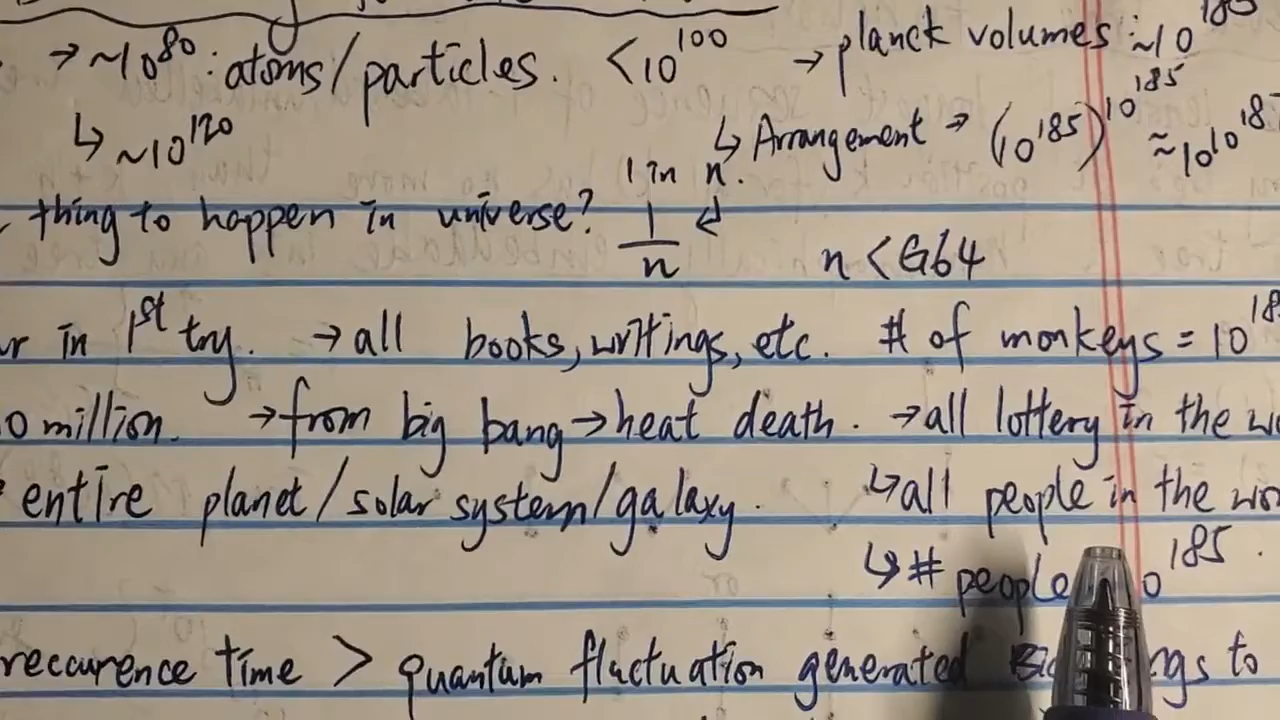 → ~10^80 : atoms/particles. < 10^100 → planck volumes : ~10^185
↳ ~10^120 ↳ Arrangement → (10^185)^10^185 ≈ 10^10^187
1 in n.
thing to happen in universe? 1/n ↲ n < G64
in 1st try. → all books, writings, etc. # of monkeys = 10^18
0 million. → from big bang → heat death. → all lottery in the
entire planet/solar system/galaxy. ↳ all people in the
↳ # people 0^185.
reccurence time > quantum fluctuation generated to